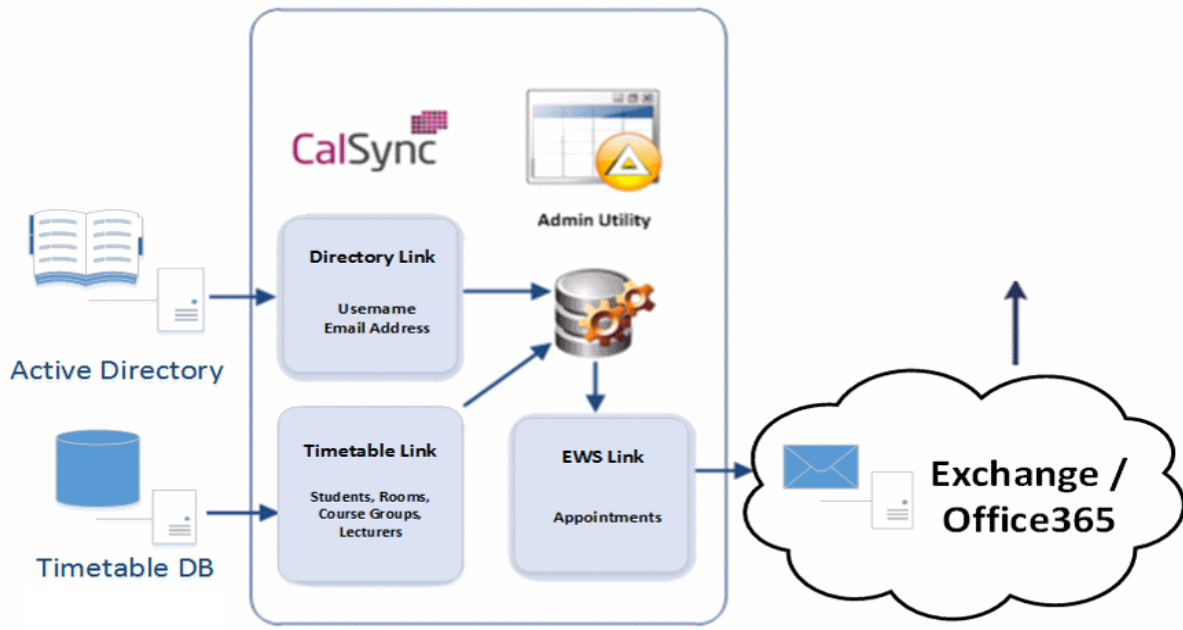 CalSync
Admin Utility
Directory Link
Username
Email Address
Active Directory
Timetable Link
Students, Rooms,
Course Groups,
Lecturers
EWS Link
Appointments
Exchange /
Office365
Timetable DB